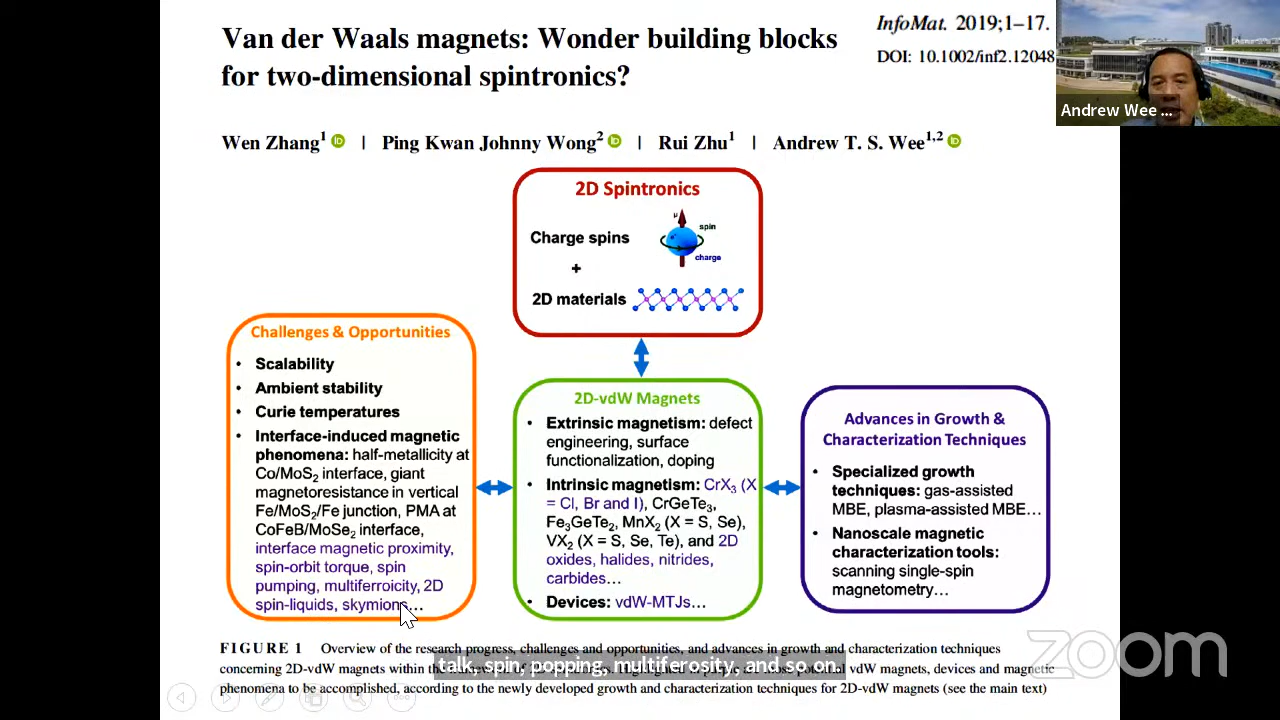 Van der Waals magnets: Wonder building blocks
for two-dimensional spintronics?
InfoMat. 2019;1–17.
DOI: 10.1002/inf2.12048
Andrew Wee ...
Wen Zhang1 iD | Ping Kwan Johnny Wong2 iD | Rui Zhu1 | Andrew T. S. Wee1,2 iD
2D Spintronics
Charge spins
+
2D materials
μ
spin
charge
Challenges & Opportunities
• Scalability
• Ambient stability
• Curie temperatures
• Interface-induced magnetic
phenomena: half-metallicity at
Co/MoS2 interface, giant
magnetoresistance in vertical
Fe/MoS2/Fe junction, PMA at
CoFeB/MoSe2 interface,
interface magnetic proximity,
spin-orbit torque, spin
pumping, multiferroicity, 2D
spin-liquids, skymions...
2D-vdW Magnets
• Extrinsic magnetism: defect
engineering, surface
functionalization, doping
• Intrinsic magnetism: CrX3 (X
= Cl, Br and I), CrGeTe3,
Fe3GeTe2, MnX2 (X = S, Se),
VX2 (X = S, Se, Te), and 2D
oxides, halides, nitrides,
carbides...
• Devices: vdW-MTJs...
Advances in Growth &
Characterization Techniques
• Specialized growth
techniques: gas-assisted
MBE, plasma-assisted MBE...
• Nanoscale magnetic
characterization tools:
scanning single-spin
magnetometry...
FIGURE 1 Overview of the research progress, challenges and opportunities, and advances in growth and characterization techniques
concerning 2D-vdW magnets within the vdW magnets, devices and magnetic
phenomena to be accomplished, according to the newly developed growth and characterization techniques for 2D-vdW magnets (see the main text)
talk, spin, popping, multiferosity, and so on.
zoom